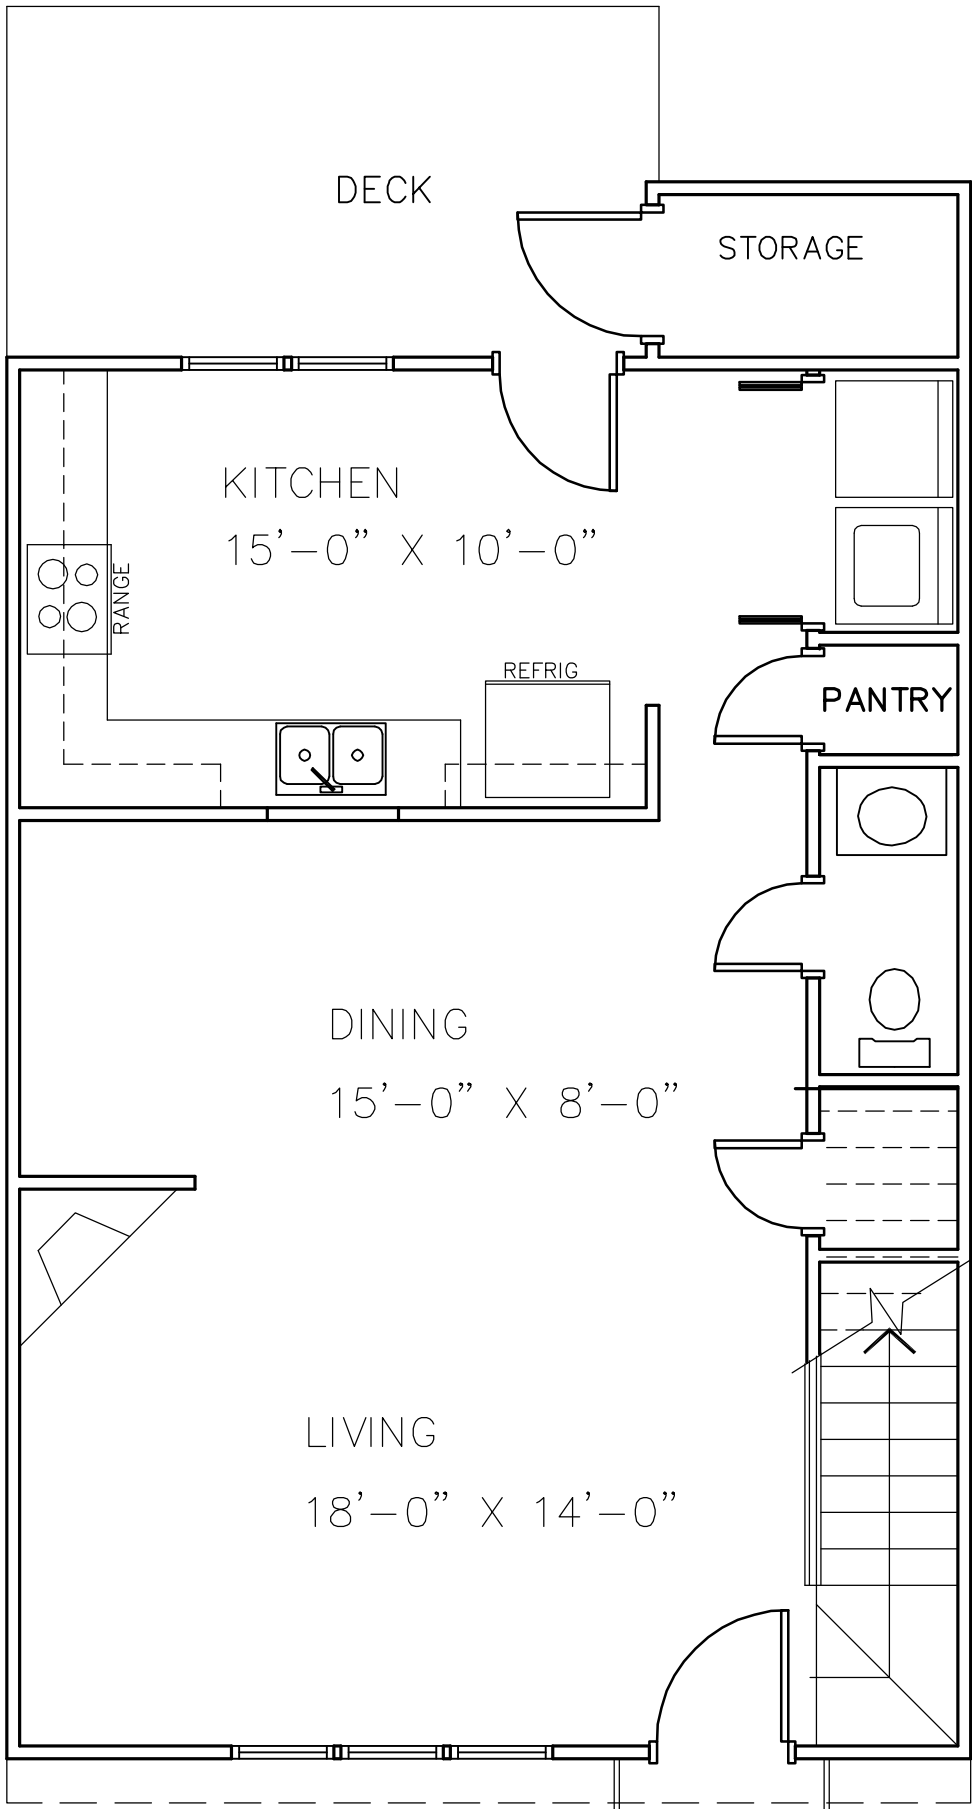 DECK
STORAGE
KITCHEN
15'-0" X 10'-0"
RANGE
REFRIG
PANTRY
DINING
15'-0" X 8'-0"
LIVING
18'-0" X 14'-0"